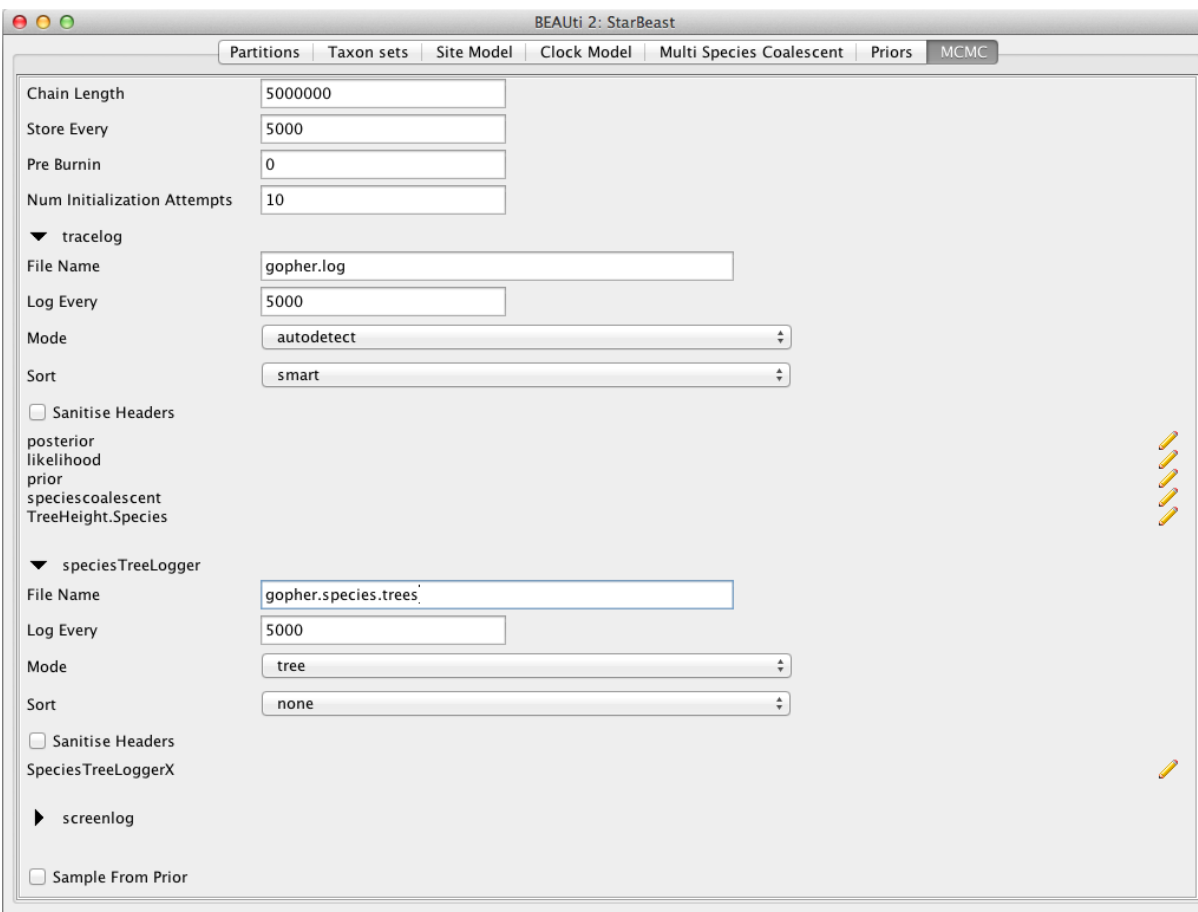 BEAUti 2: StarBeast
Partitions Taxon sets Site Model Clock Model Multi Species Coalescent Priors MCMC
Chain Length 5000000
Store Every 5000
Pre Burnin 0
Num Initialization Attempts 10
tracelog
File Name gopher.log
Log Every 5000
Mode autodetect
Sort smart
Sanitise Headers
posterior
likelihood
prior
speciescoalescent
TreeHeight.Species
speciesTreeLogger
File Name gopher.species.trees
Log Every 5000
Mode tree
Sort none
Sanitise Headers
SpeciesTreeLoggerX
screenlog
Sample From Prior